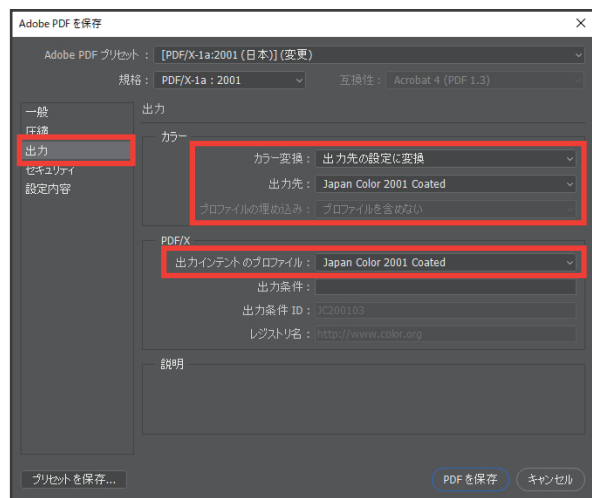 Adobe PDF を保存
Adobe PDF プリセット : [PDF/X-1a:2001 (日本)] (変更)
規格 : PDF/X-1a : 2001 互換性 : Acrobat 4 (PDF 1.3)
一般
圧縮
出力
セキュリティ
設定内容
出力
カラー
カラー変換 : 出力先の設定に変換
出力先 : Japan Color 2001 Coated
プロファイルの埋め込み : プロファイルを含めない
PDF/X
出力インテントのプロファイル : Japan Color 2001 Coated
出力条件 :
出力条件 ID : JC200103
レジストリ名 : http://www.color.org
説明
プリセットを保存...
PDF を保存
キャンセル